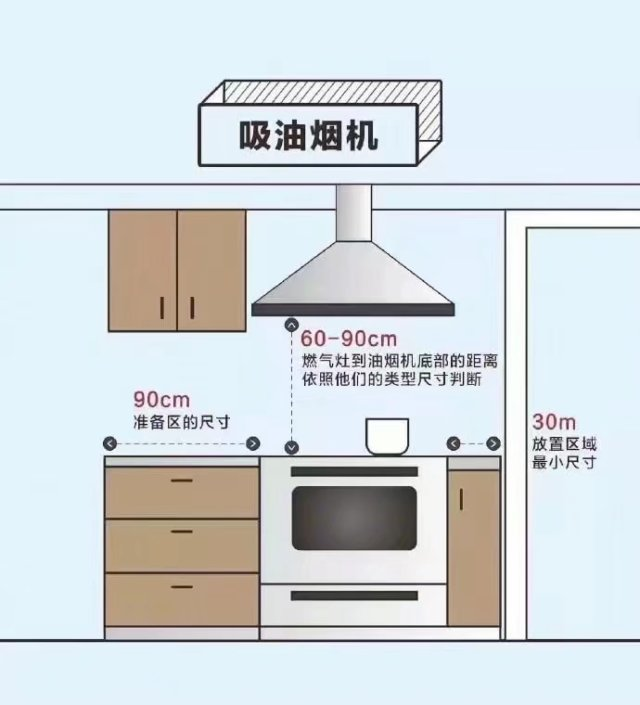 吸油烟机
60-90cm
燃气灶到油烟机底部的距离
依照他们的类型尺寸判断
90cm
准备区的尺寸
30m
放置区域
最小尺寸